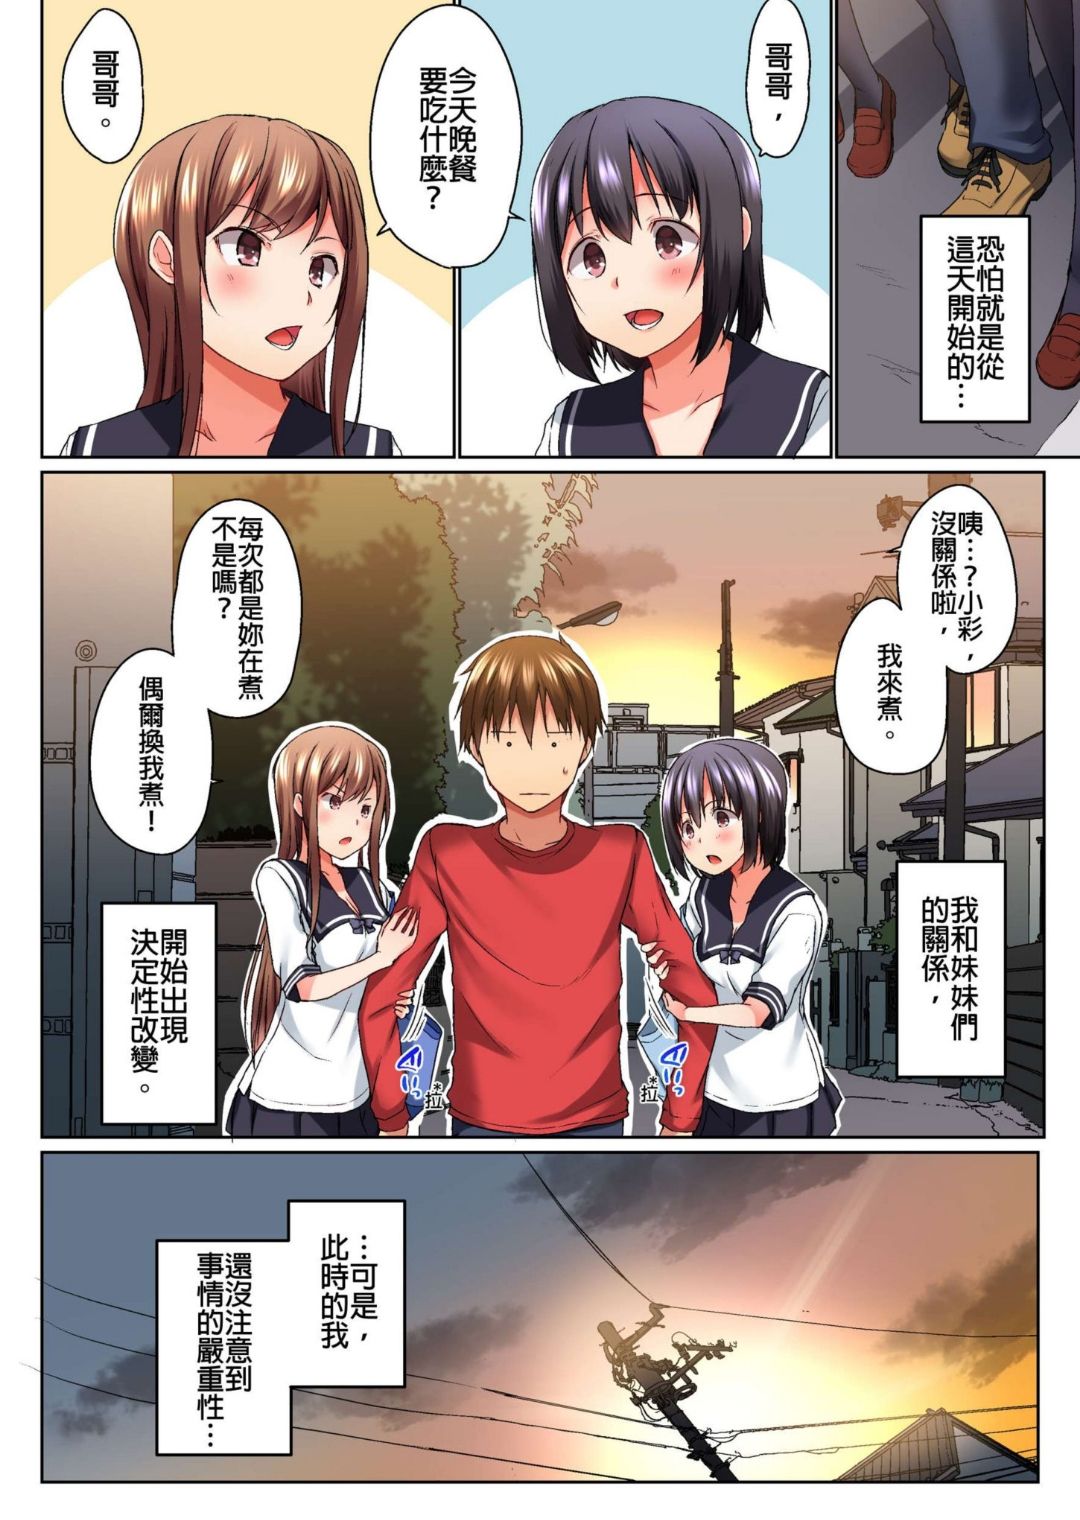 恐怕就是從
這天開始的…
哥哥，
今天晚餐
要吃什麼？
哥哥。
咦…？小彩，
沒關係啦，
我來煮。
每次都是妳在煮
不是嗎？
偶爾換我煮！
我和妹妹們
的關係，
*拉
*拉
開始出現
決定性改變。
…可是，
此時的我
還沒注意到
事情的嚴重性…